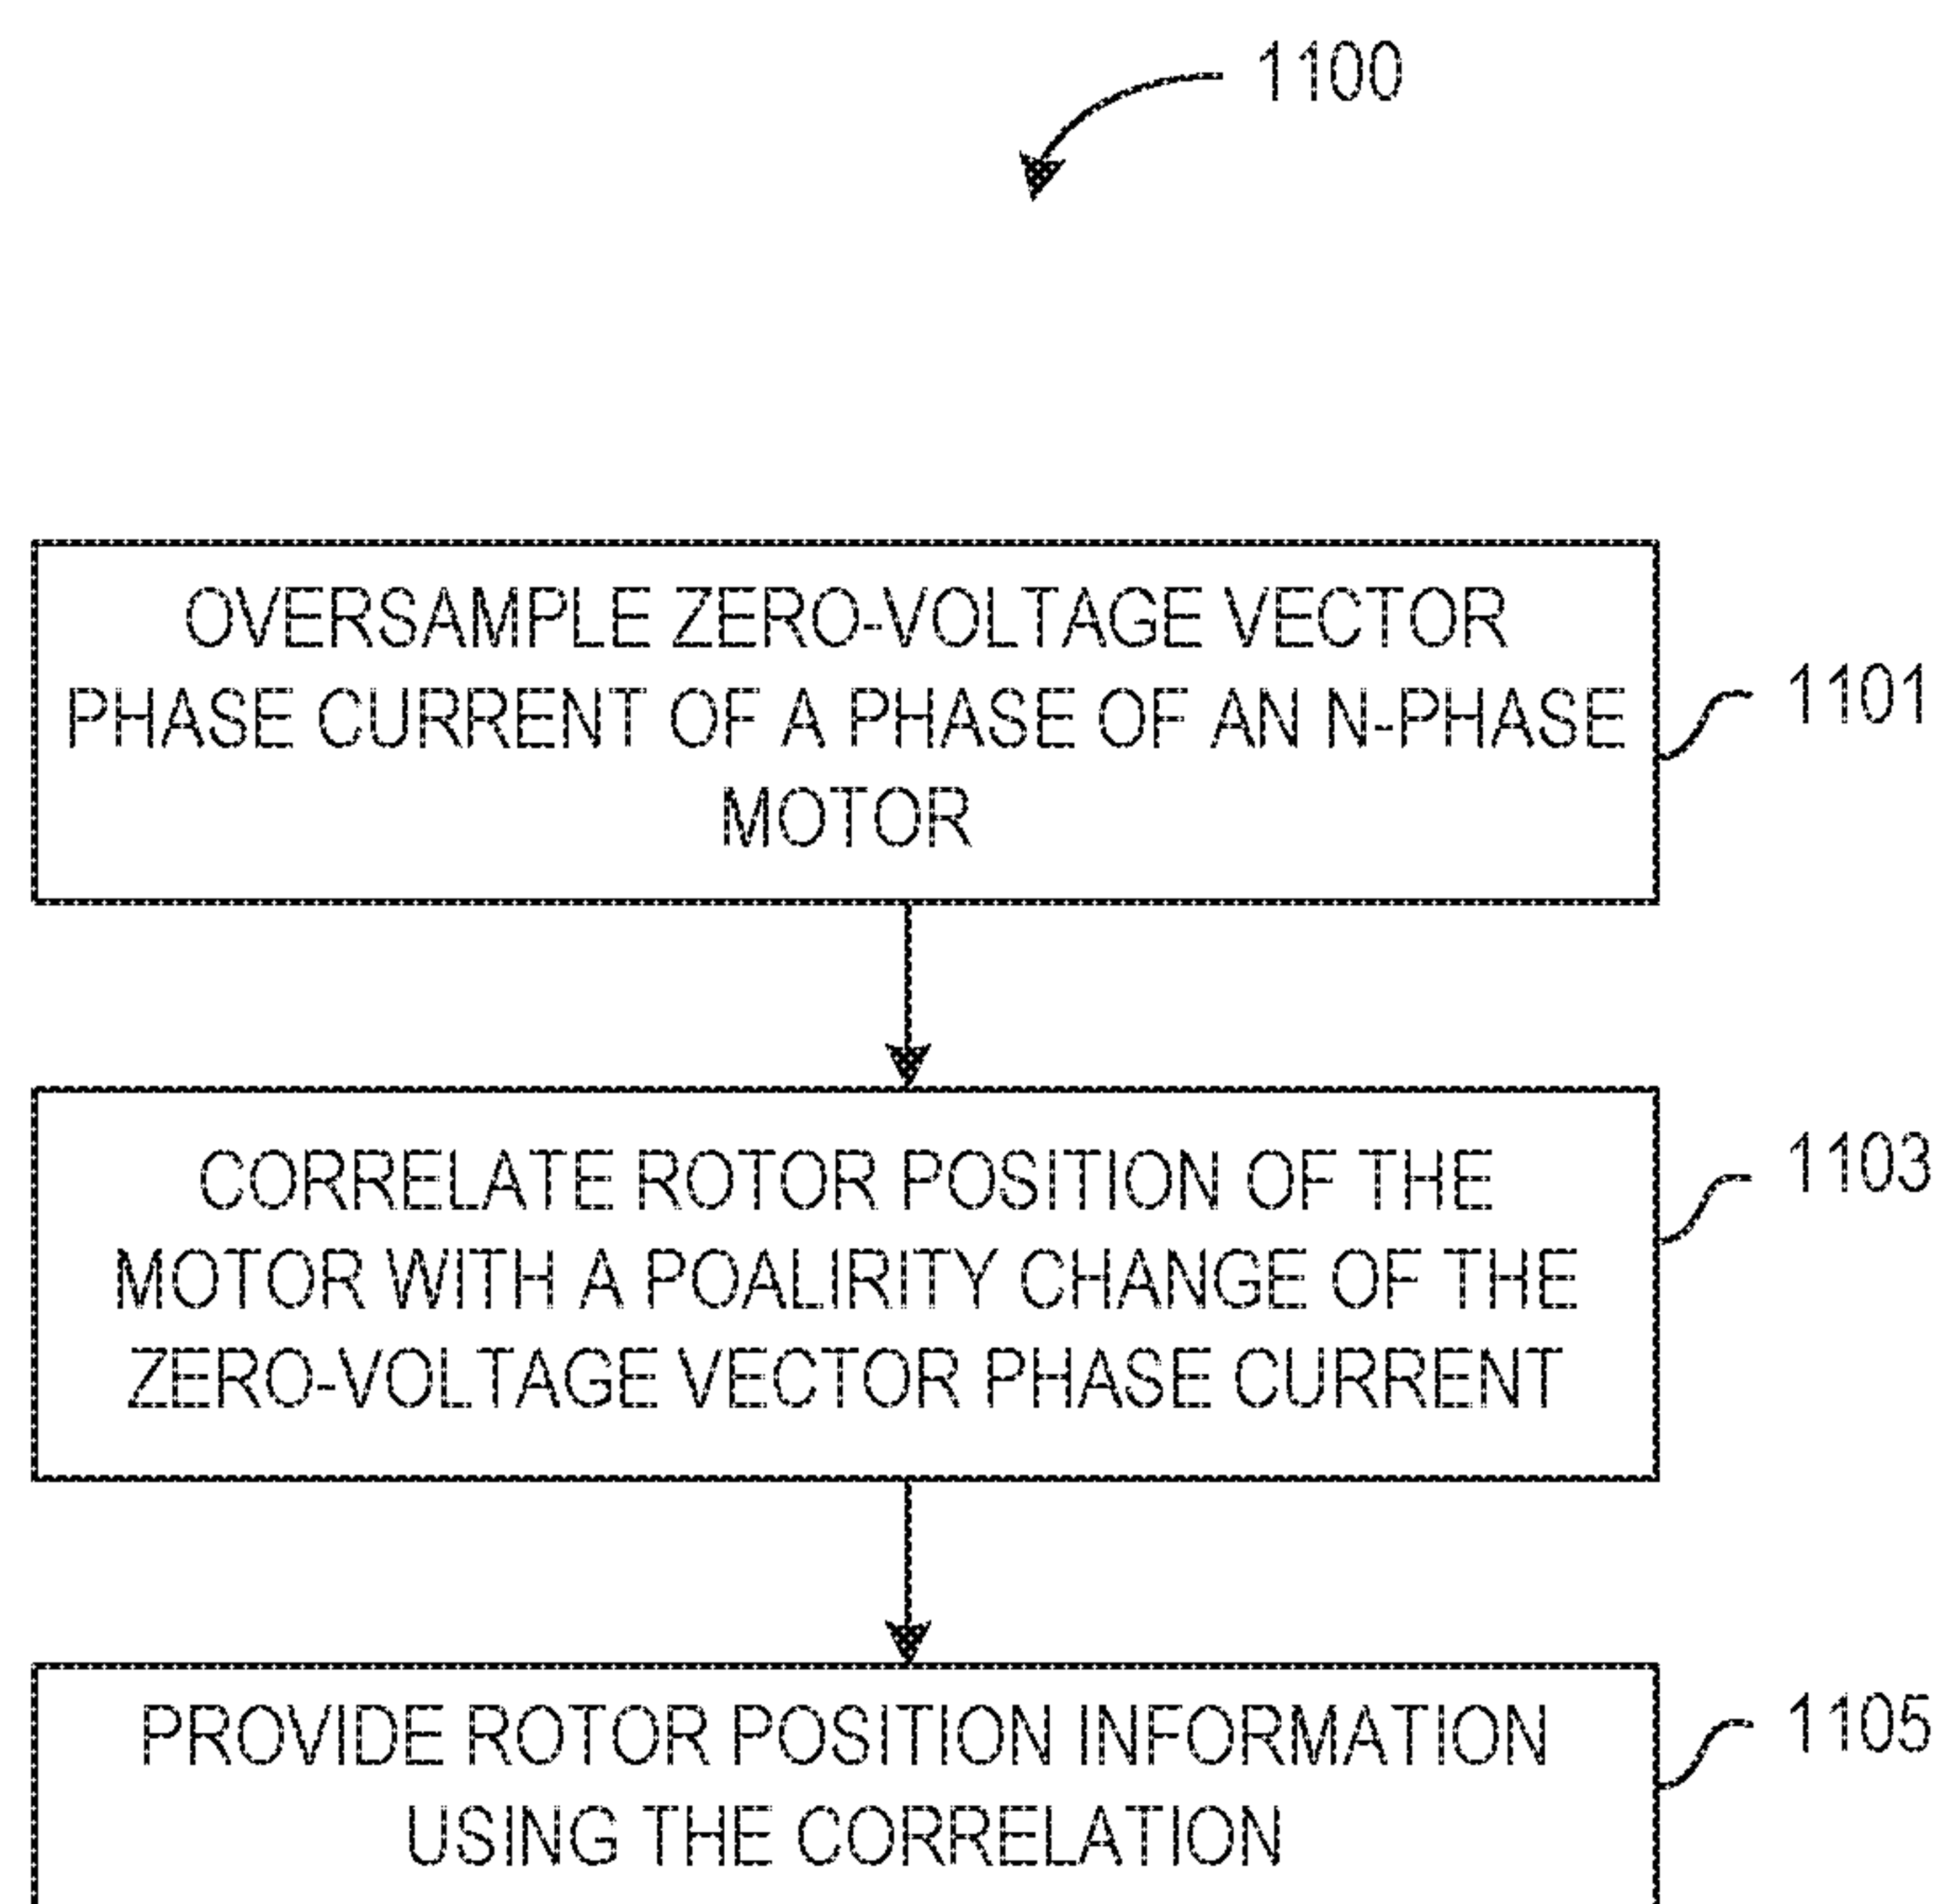 1100
OVERSAMPLE ZERO-VOLTAGE VECTOR
PHASE CURRENT OF A PHASE OF AN N-PHASE
MOTOR
1101
CORRELATE ROTOR POSITION OF THE
MOTOR WITH A POALIRITY CHANGE OF THE
ZERO-VOLTAGE VECTOR PHASE CURRENT
1103
PROVIDE ROTOR POSITION INFORMATION
USING THE CORRELATION
1105